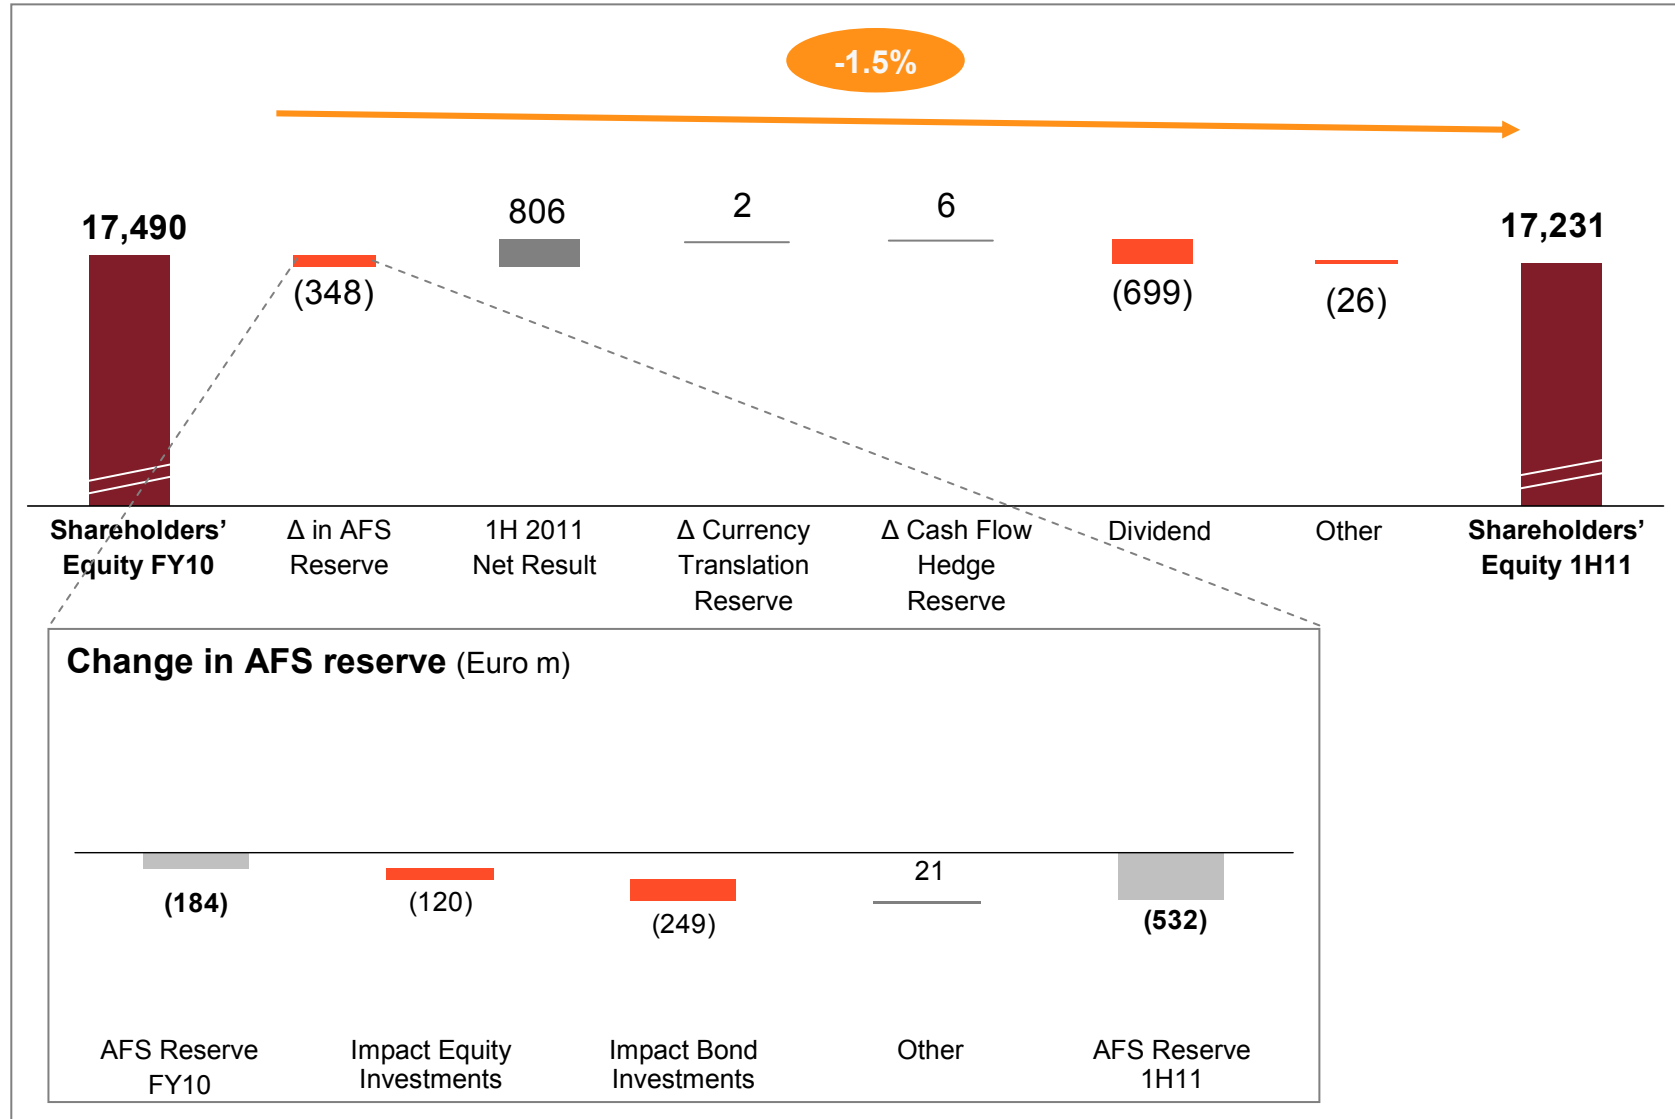 -1.5%
17,490
(348)
806
2
6
(699)
(26)
17,231
Shareholders’
Equity FY10
Δ in AFS
Reserve
1H 2011
Net Result
Δ Currency
Translation
Reserve
Δ Cash Flow
Hedge
Reserve
Dividend
Other
Shareholders’
Equity 1H11
Change in AFS reserve (Euro m)
(184)
(120)
(249)
21
(532)
AFS Reserve
FY10
Impact Equity
Investments
Impact Bond
Investments
Other
AFS Reserve
1H11